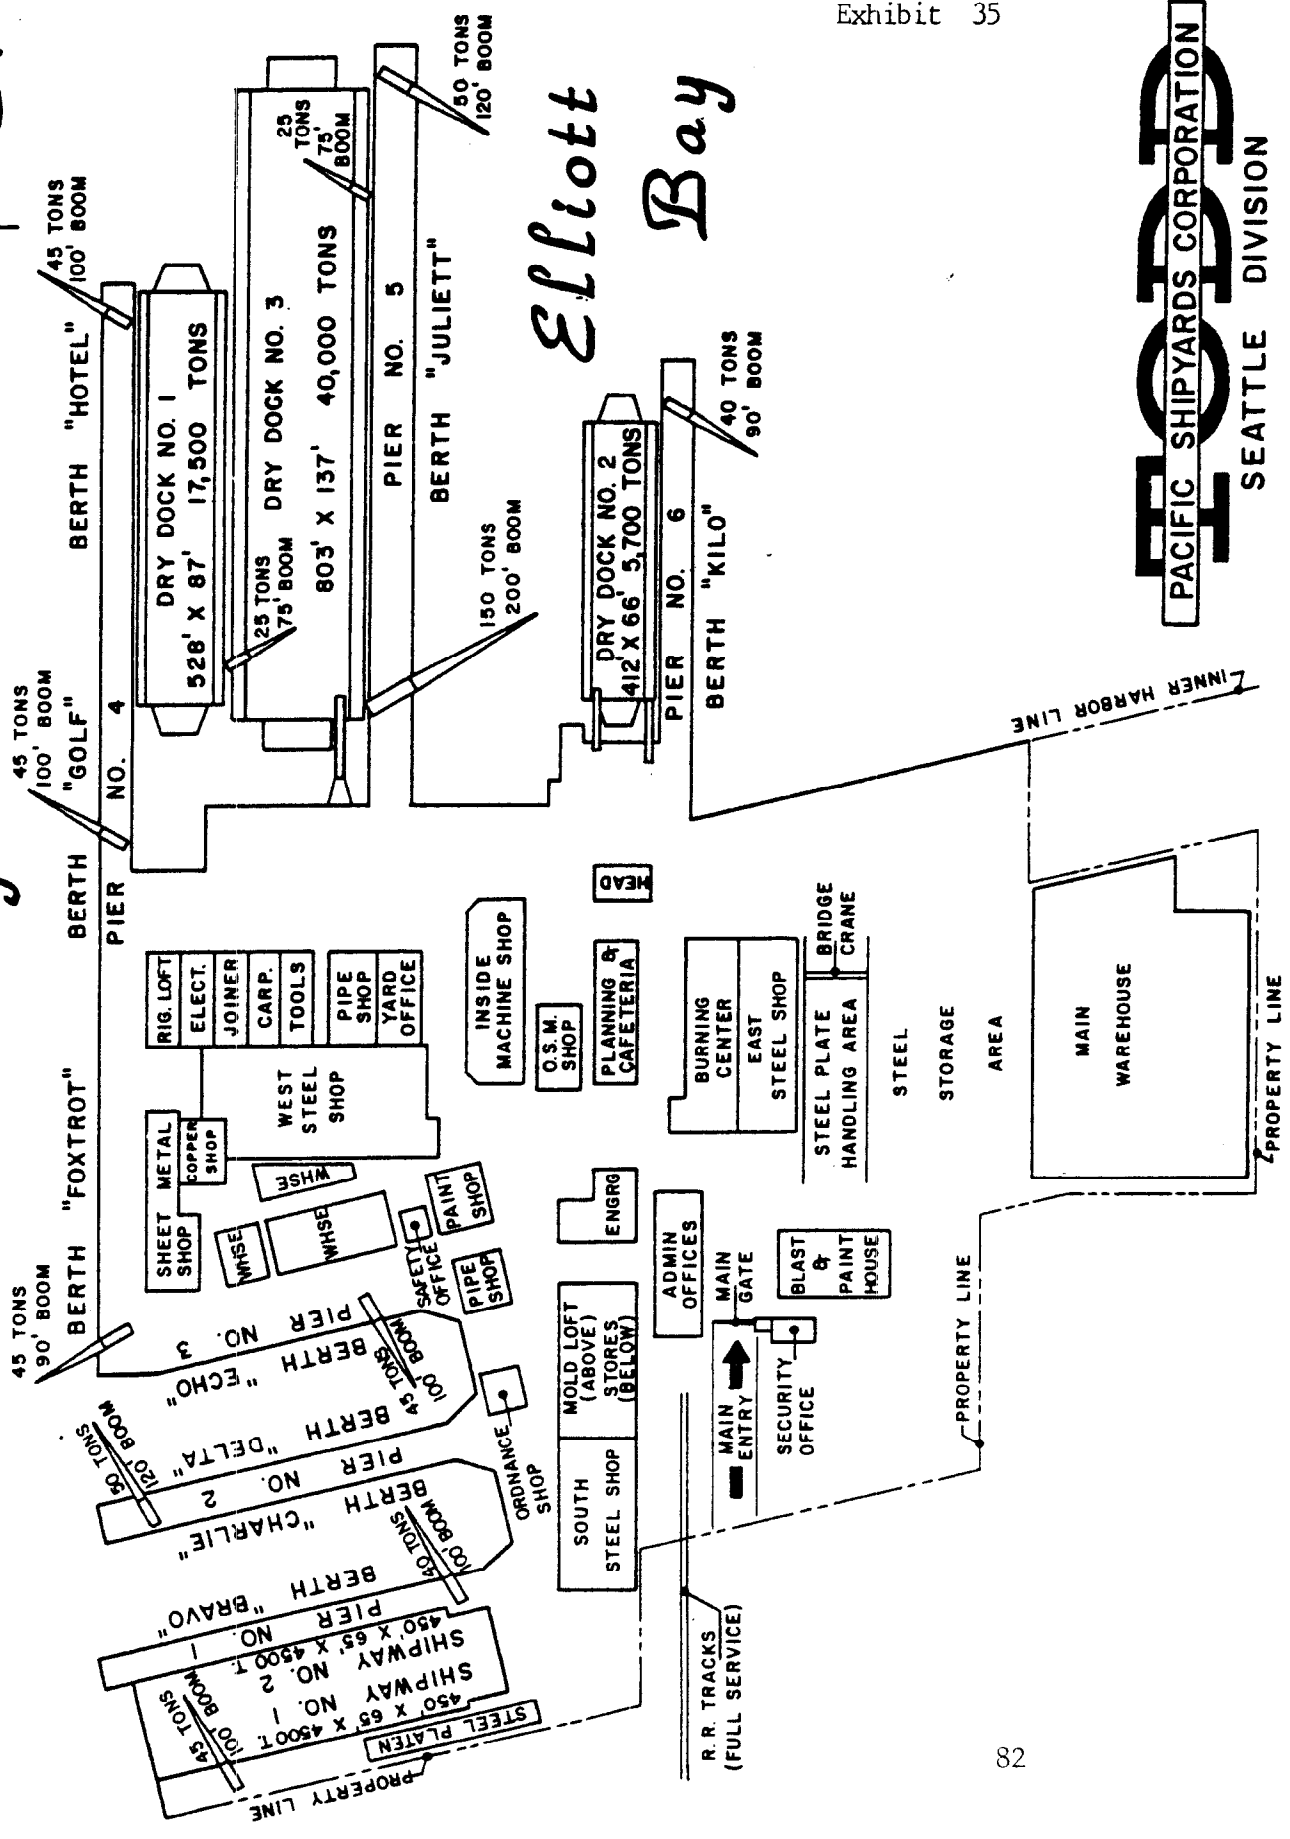 Exhibit 35
50 TONS
120' BOOM
45 TONS
100' BOOM
25
TONS
75'
BOOM
BERTH "HOTEL"
DRY DOCK NO. 1
528' X 87' 17,500 TONS
DRY DOCK NO. 3
803' X 137' 40,000 TONS
25 TONS
75' BOOM
PIER NO. 5
BERTH "JULIETT"
Elliott
Bay
150 TONS
200' BOOM
DRY DOCK NO. 2
412' X 66' 5,700 TONS
PIER NO. 6
BERTH "KILO"
40 TONS
90' BOOM
TODD
PACIFIC SHIPYARDS CORPORATION
SEATTLE DIVISION
45 TONS
100' BOOM
BERTH "GOLF"
PIER NO. 4
INNER HARBOR LINE
HEAD
RIG. LOFT
ELECT.
JOINER
CARP.
TOOLS
PIPE
SHOP
YARD
OFFICE
INSIDE
MACHINE SHOP
O.S.M.
SHOP
PLANNING &
CAFETERIA
BURNING
CENTER
EAST
STEEL SHOP
BRIDGE
CRANE
STEEL PLATE
HANDLING AREA
STEEL
STORAGE
AREA
MAIN
WAREHOUSE
PROPERTY LINE
BERTH "FOXTROT"
WEST
STEEL
SHOP
SHEET METAL
SHOP
COPPER
SHOP
WHSE
WHSE
WHSE
SAFETY
OFFICE
PAINT
SHOP
PIPE
SHOP
ENGRG
ADMIN
OFFICES
MAIN
GATE
BLAST
&
PAINT
HOUSE
45 TONS
90' BOOM
PIER NO. 3
BERTH "ECHO"
45 TONS
100' BOOM
BERTH "DELTA"
50 TONS
120' BOOM
PIER NO. 2
BERTH "CHARLIE"
40 TONS
100' BOOM
ORDNANCE
SHOP
MOLD LOFT
(ABOVE)
STORES
(BELOW)
SOUTH
STEEL SHOP
MAIN
ENTRY
SECURITY
OFFICE
PROPERTY LINE
BERTH "BRAVO"
PIER NO. 1
450' X 65' X 4500 T.
SHIPWAY NO. 2
SHIPWAY NO. 1
450' X 65' X 4500 T.
45 TONS
100' BOOM
STEEL PLATEN
PROPERTY LINE
R.R. TRACKS
(FULL SERVICE)
82